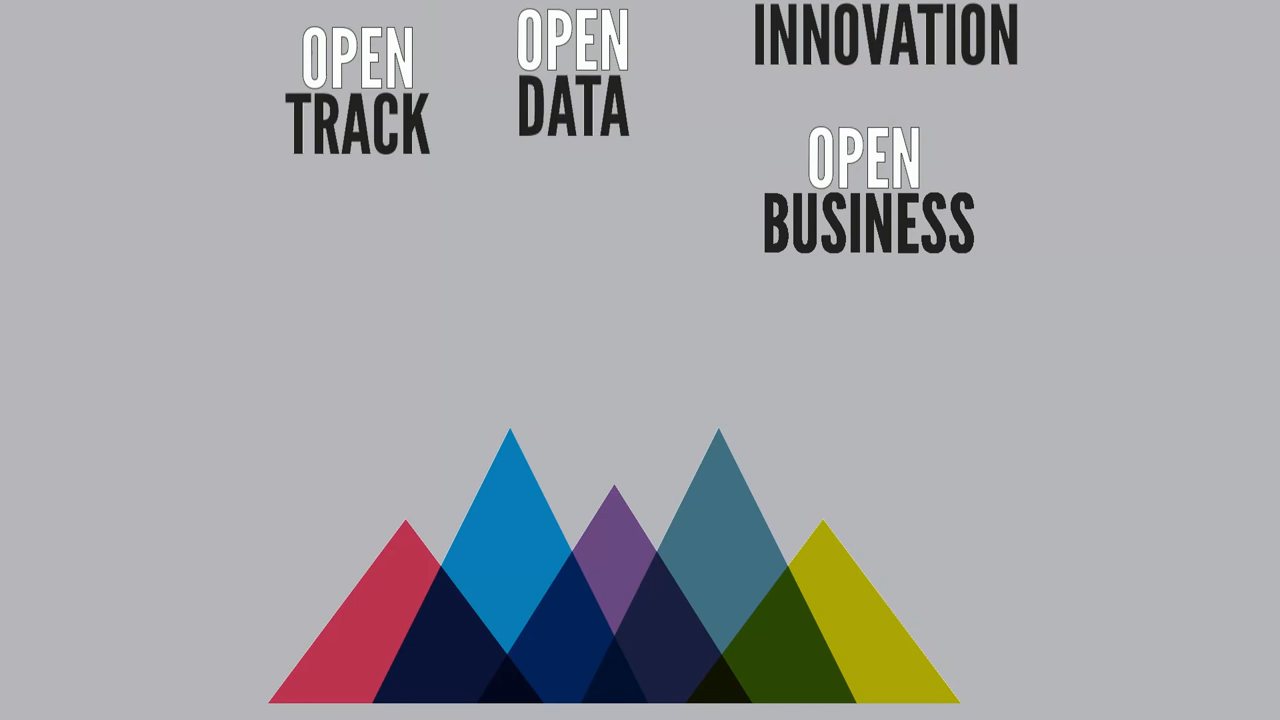 OPEN
TRACK
OPEN
DATA
INNOVATION
OPEN
BUSINESS